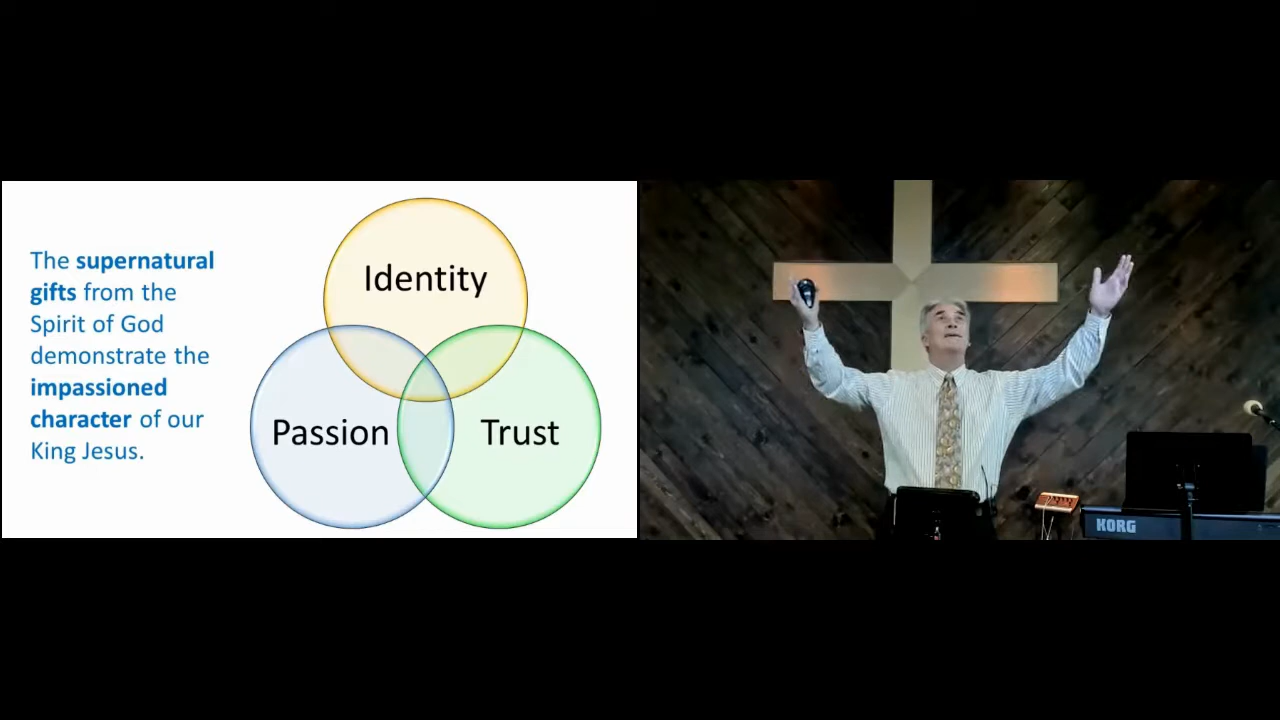 The supernatural
gifts from the
Spirit of God
demonstrate the
impassioned
character of our
King Jesus.
Identity
Passion
Trust
KORG